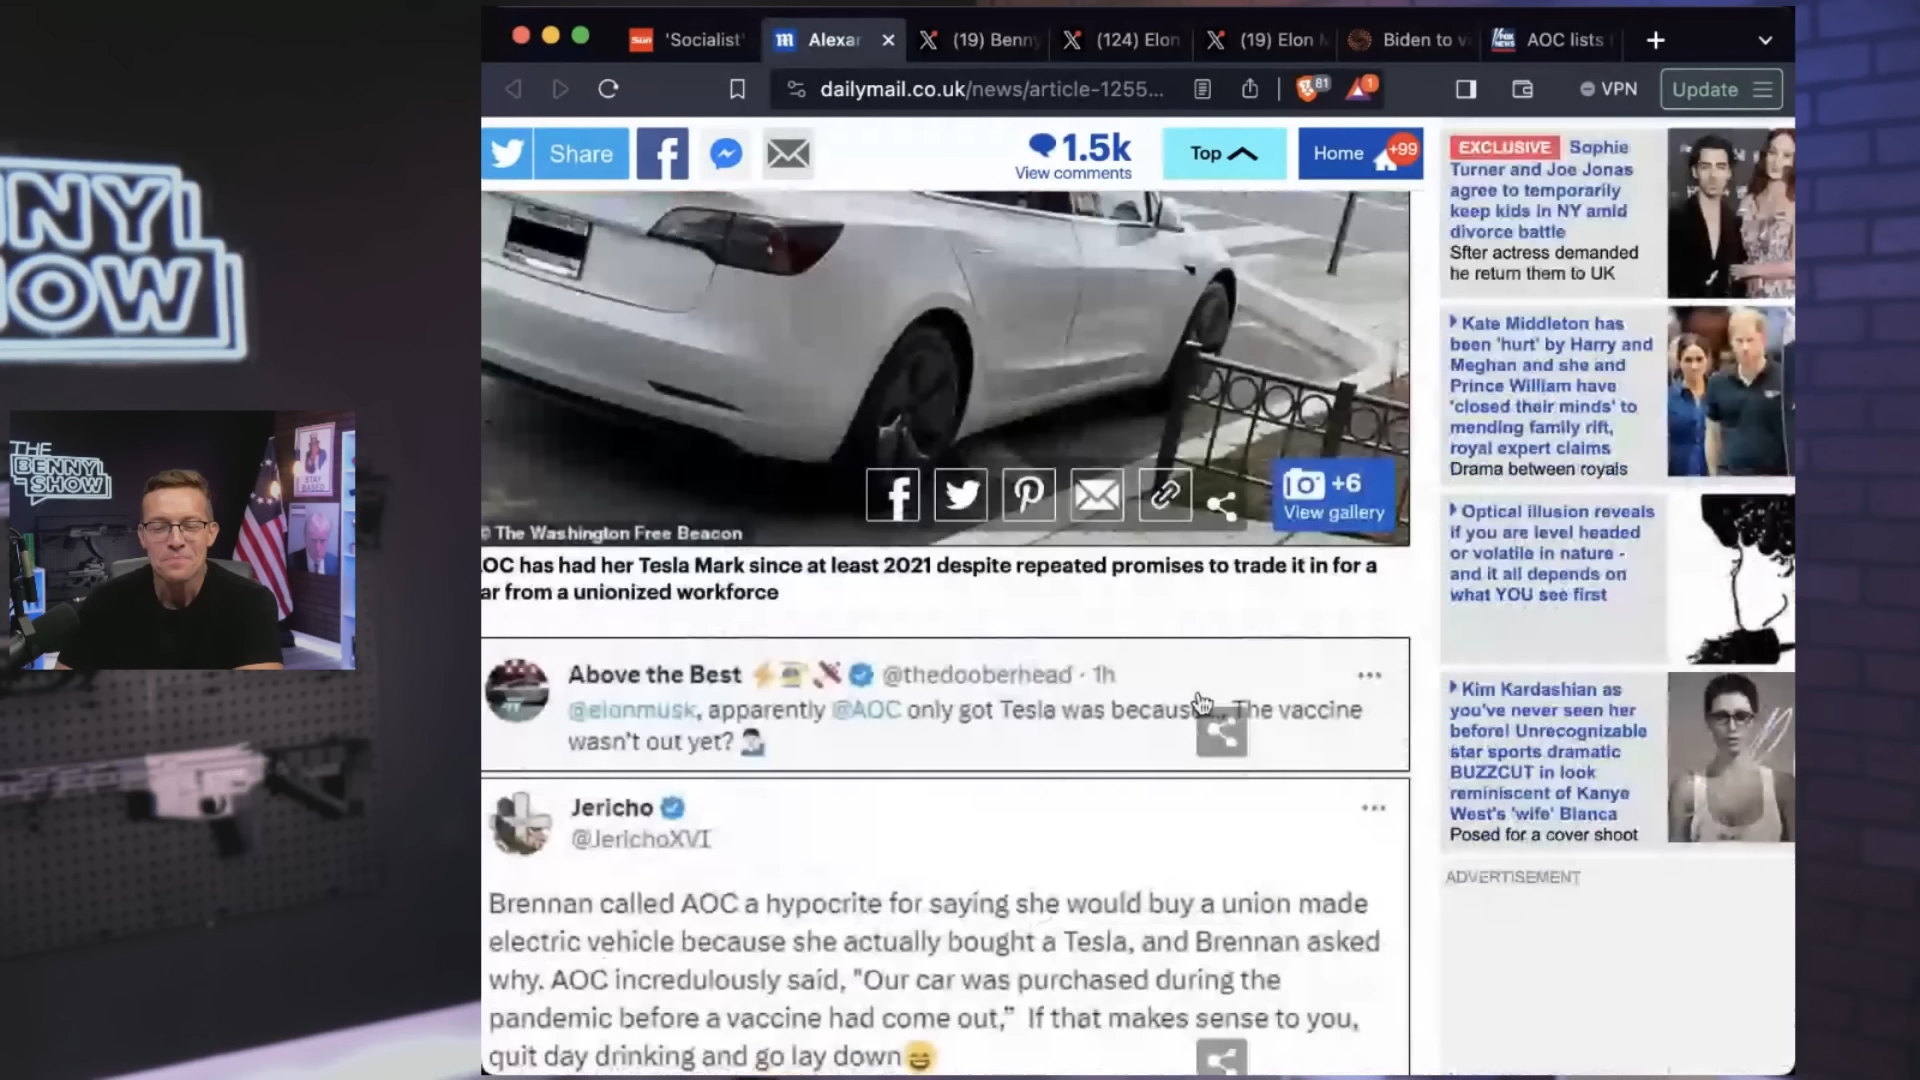 'Socialist'
Alexar
(19) Benny
(124) Elon
(19) Elon M
Biden to v
AOC lists
dailymail.co.uk/news/article-1255...
81
1
VPN
Update
Share
1.5k
View comments
Top
Home
+99
© The Washington Free Beacon
+6
View gallery
OC has had her Tesla Mark since at least 2021 despite repeated promises to trade it in for a
ar from a unionized workforce
Above the Best @thedooberhead · 1h
@elonmusk, apparently @AOC only got Tesla was because... The vaccine
wasn't out yet?
Jericho
@JerichoXVI
Brennan called AOC a hypocrite for saying she would buy a union made
electric vehicle because she actually bought a Tesla, and Brennan asked
why. AOC incredulously said, "Our car was purchased during the
pandemic before a vaccine had come out,” If that makes sense to you,
quit day drinking and go lay down
EXCLUSIVE Sophie
Turner and Joe Jonas
agree to temporarily
keep kids in NY amid
divorce battle
Sfter actress demanded
he return them to UK
Kate Middleton has
been 'hurt' by Harry and
Meghan and she and
Prince William have
'closed their minds' to
mending family rift,
royal expert claims
Drama between royals
Optical illusion reveals
if you are level headed
or volatile in nature -
and it all depends on
what YOU see first
Kim Kardashian as
you've never seen her
before! Unrecognizable
star sports dramatic
BUZZCUT in look
reminiscent of Kanye
West's 'wife' Bianca
Posed for a cover shoot
ADVERTISEMENT
NNY
HOW
THE
BENNY
SHOW
STAY
BASED